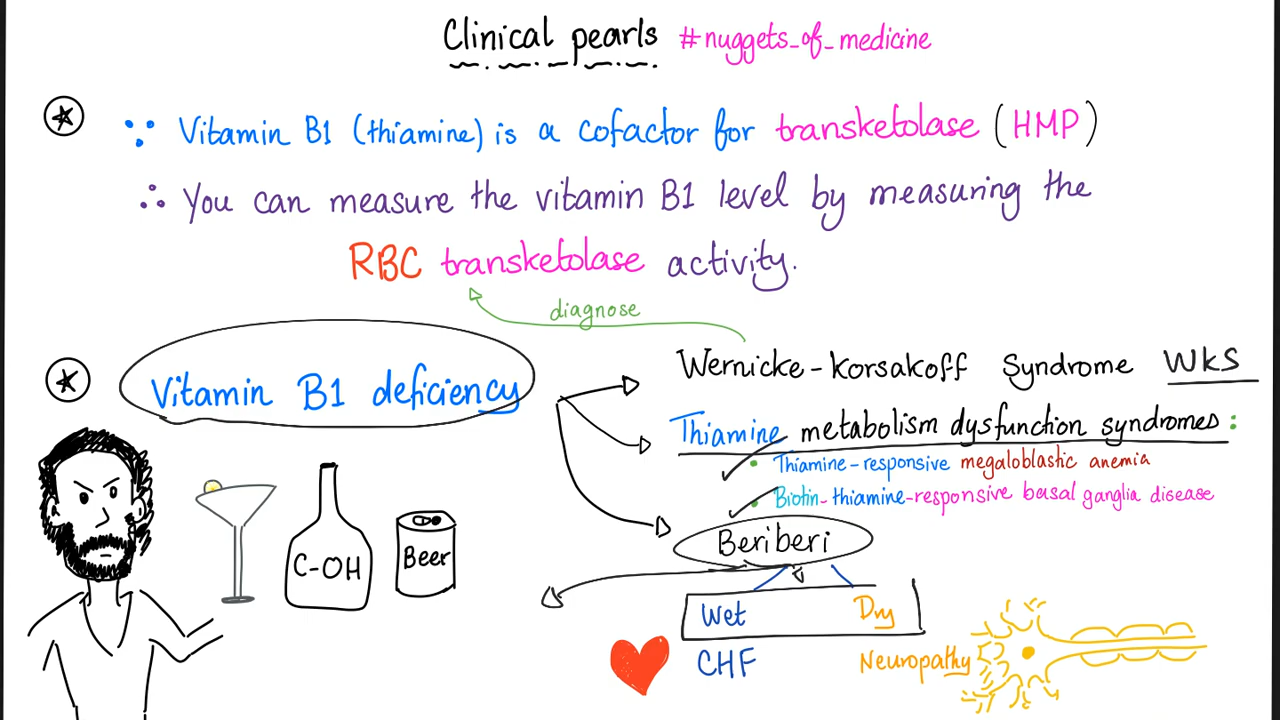 Clinical pearls #nuggets_of_medicine
∵ Vitamin B1 (thiamine) is a cofactor for transketolase (HMP)
∴ You can measure the vitamin B1 level by measuring the
RBC transketolase activity.
diagnose
Wernicke-Korsakoff Syndrome WKS
Vitamin B1 deficiency
Thiamine metabolism dysfunction syndromes:
• Thiamine-responsive megaloblastic anemia
• Biotin-thiamine-responsive basal ganglia disease
Beriberi
C-OH
Beer
Wet Dry
CHF Neuropathy